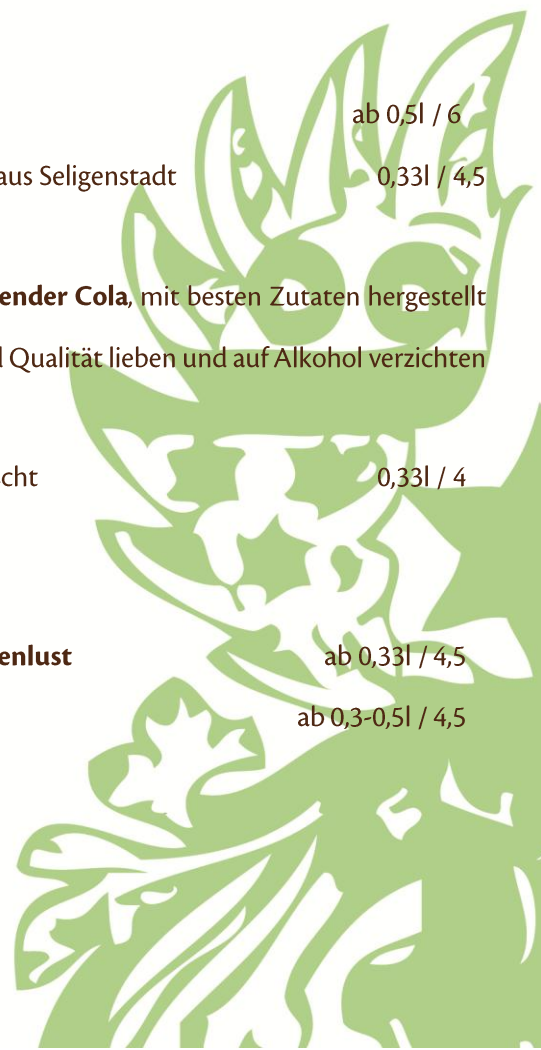 ab 0,5l / 6
aus Seligenstadt 0,33l / 4,5
ender Cola, mit besten Zutaten hergestellt
Qualität lieben und auf Alkohol verzichten
cht 0,33l / 4
enlust ab 0,33l / 4,5
ab 0,3-0,5l / 4,5